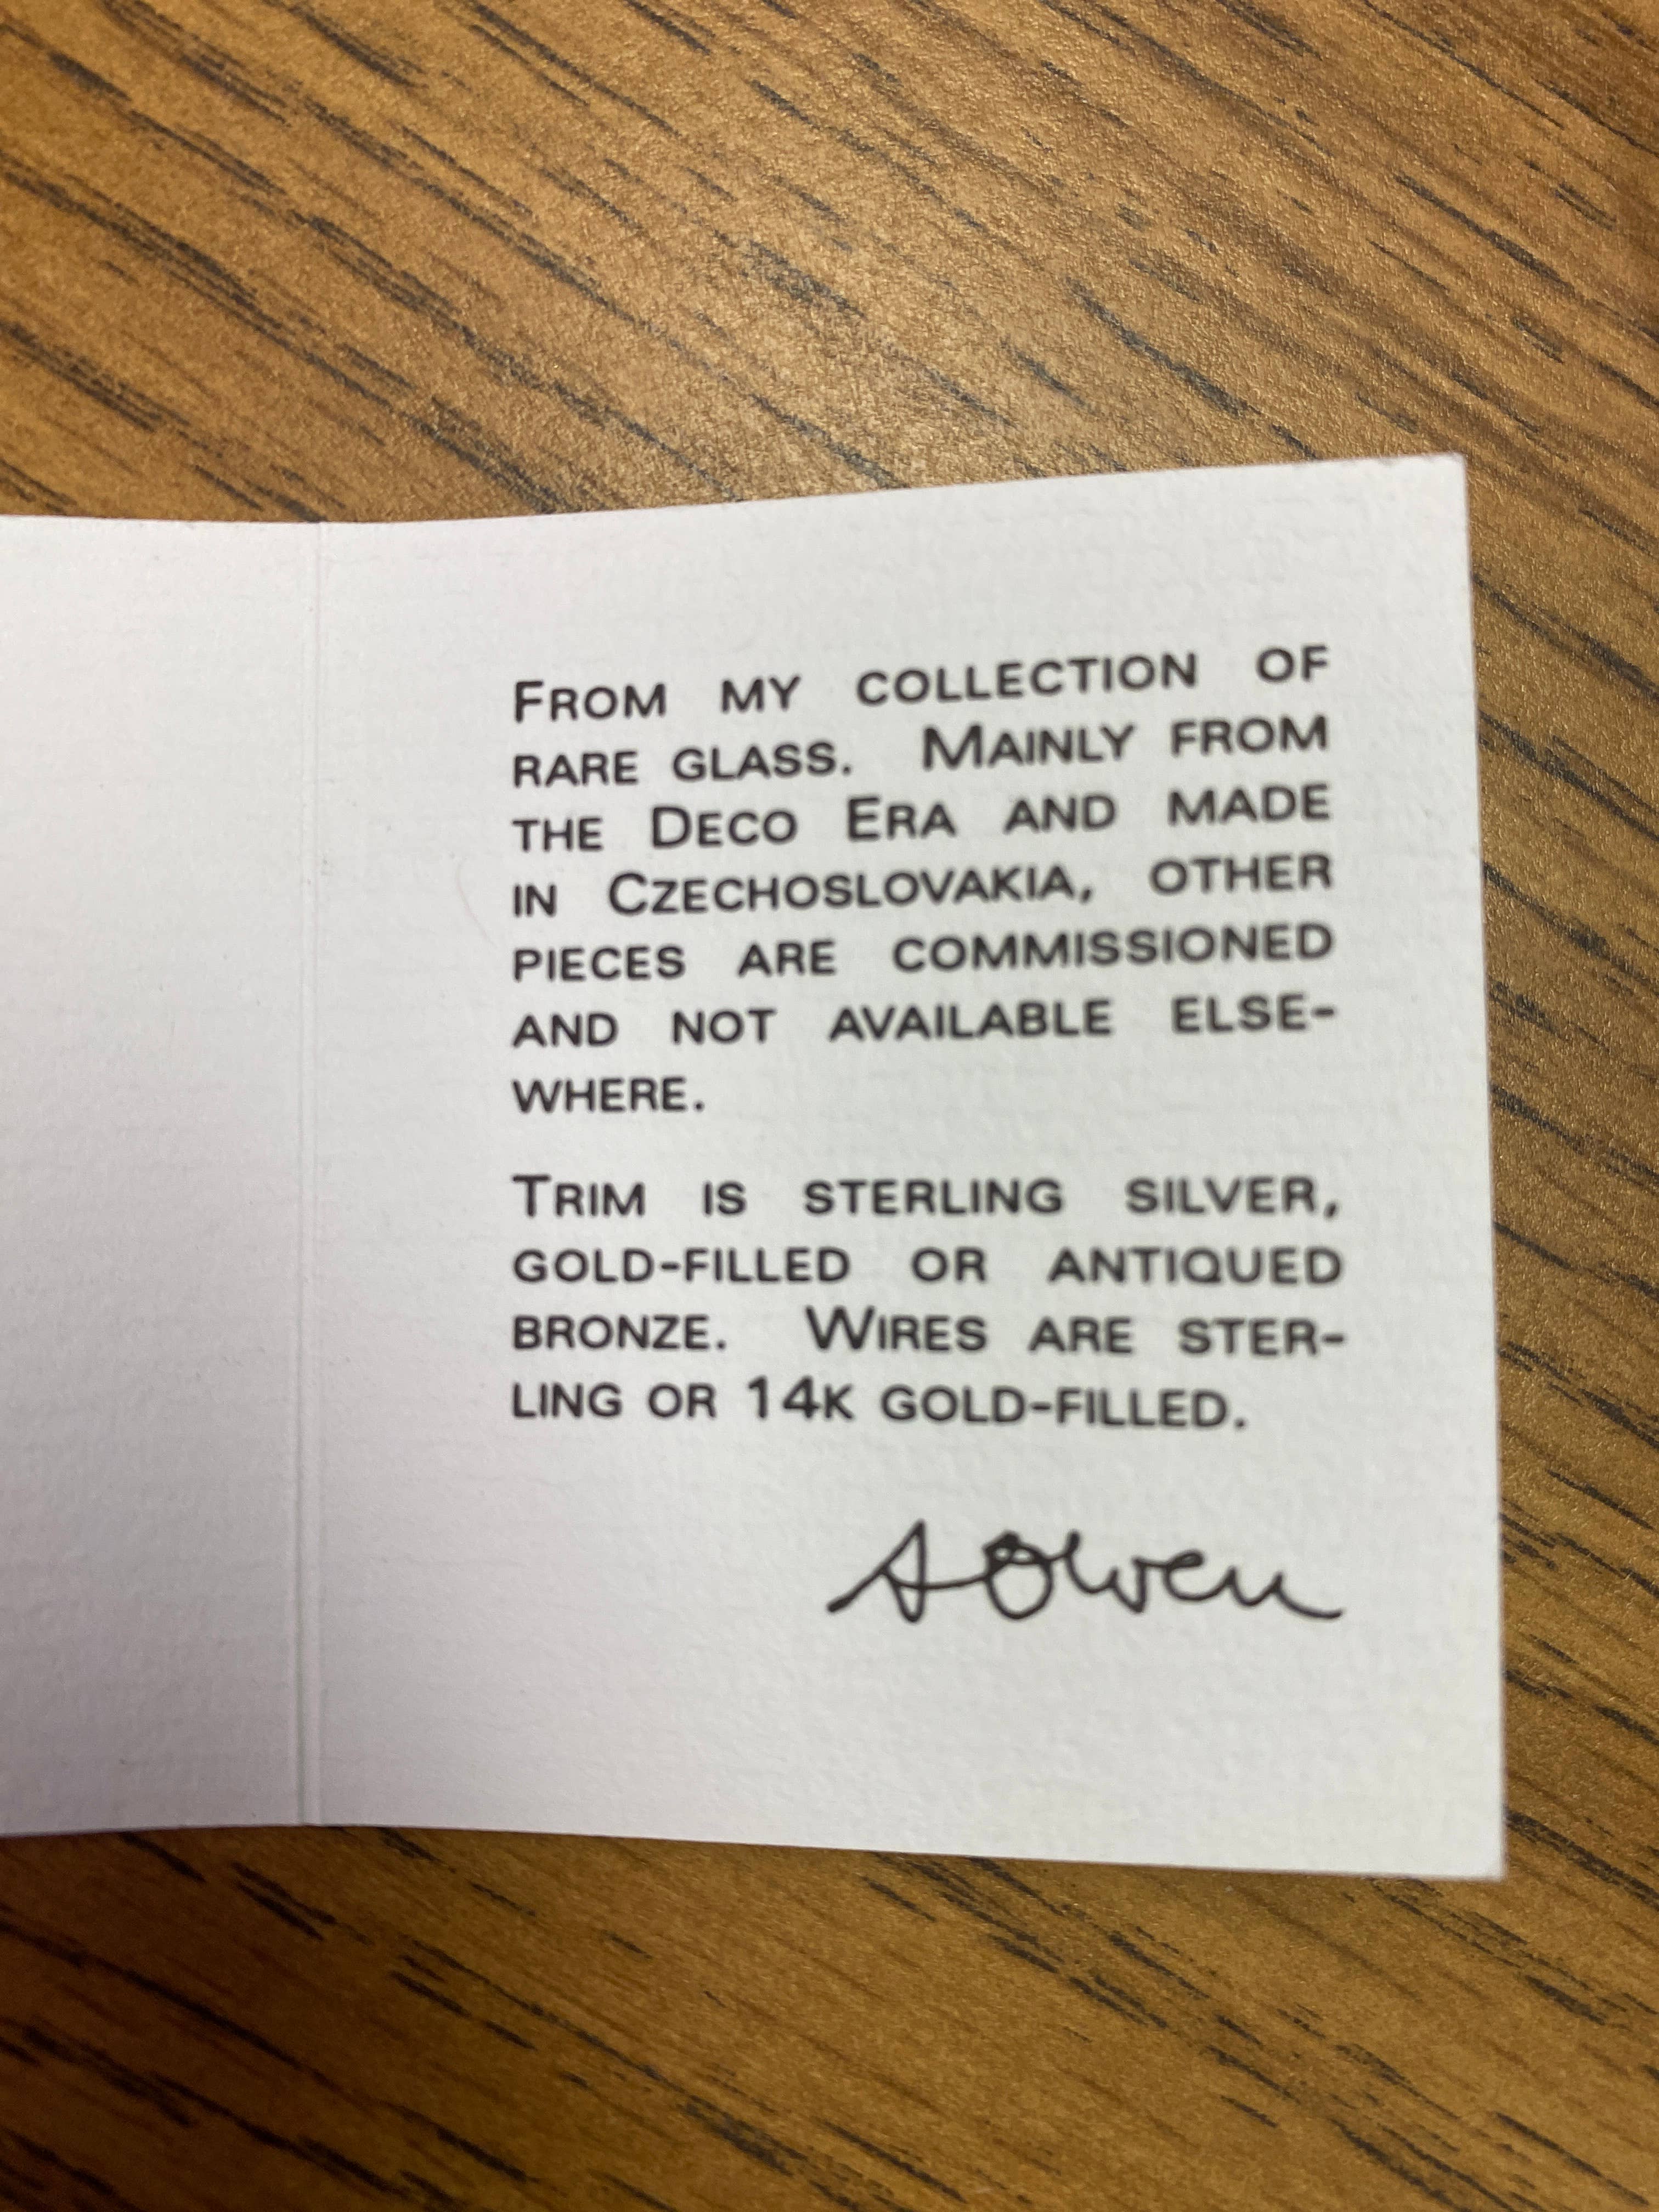 From my collection of
rare glass. Mainly from
the Deco Era and made
in Czechoslovakia, other
pieces are commissioned
and not available else-
where.
Trim is sterling silver,
gold-filled or antiqued
bronze. Wires are ster-
ling or 14k gold-filled.
S Owen